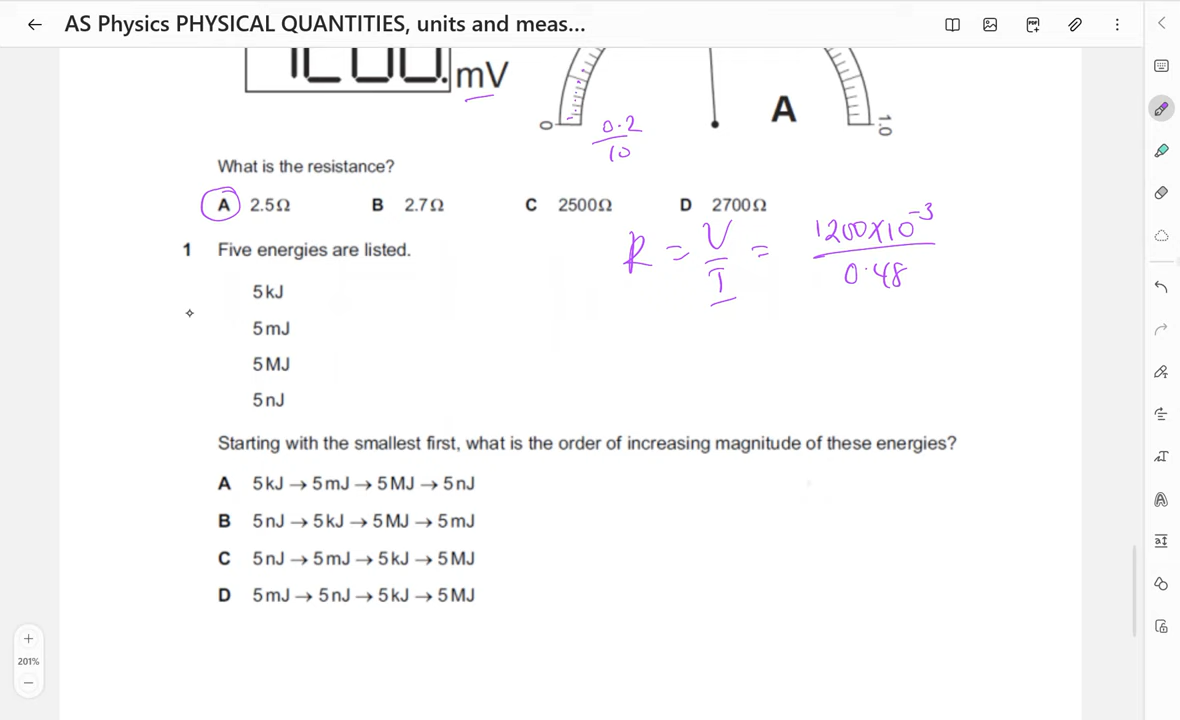 AS Physics PHYSICAL QUANTITIES, units and meas...
1200. mV
0
A
1.0
0.2
10
What is the resistance?
A 2.5Ω B 2.7Ω C 2500Ω D 2700Ω
R = V/I = 1200×10⁻³/0.48
1 Five energies are listed.
5 kJ
5 mJ
5 MJ
5 nJ
Starting with the smallest first, what is the order of increasing magnitude of these energies?
A 5 kJ → 5 mJ → 5 MJ → 5 nJ
B 5 nJ → 5 kJ → 5 MJ → 5 mJ
C 5 nJ → 5 mJ → 5 kJ → 5 MJ
D 5 mJ → 5 nJ → 5 kJ → 5 MJ
201%